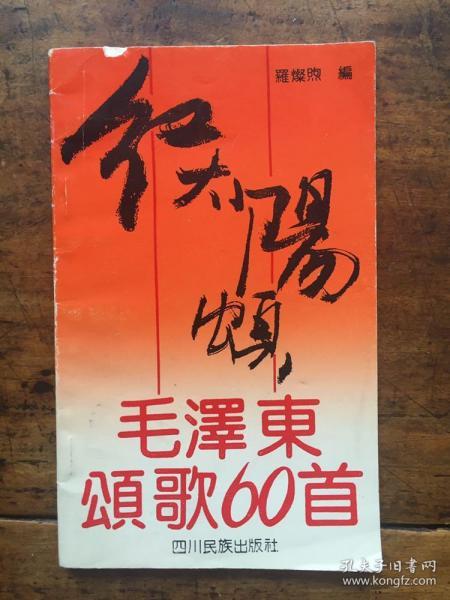 羅燦煦 編
紅太陽頌
毛澤東
頌歌60首
四川民族出版社
孔夫子旧书网
www.kongfz.com